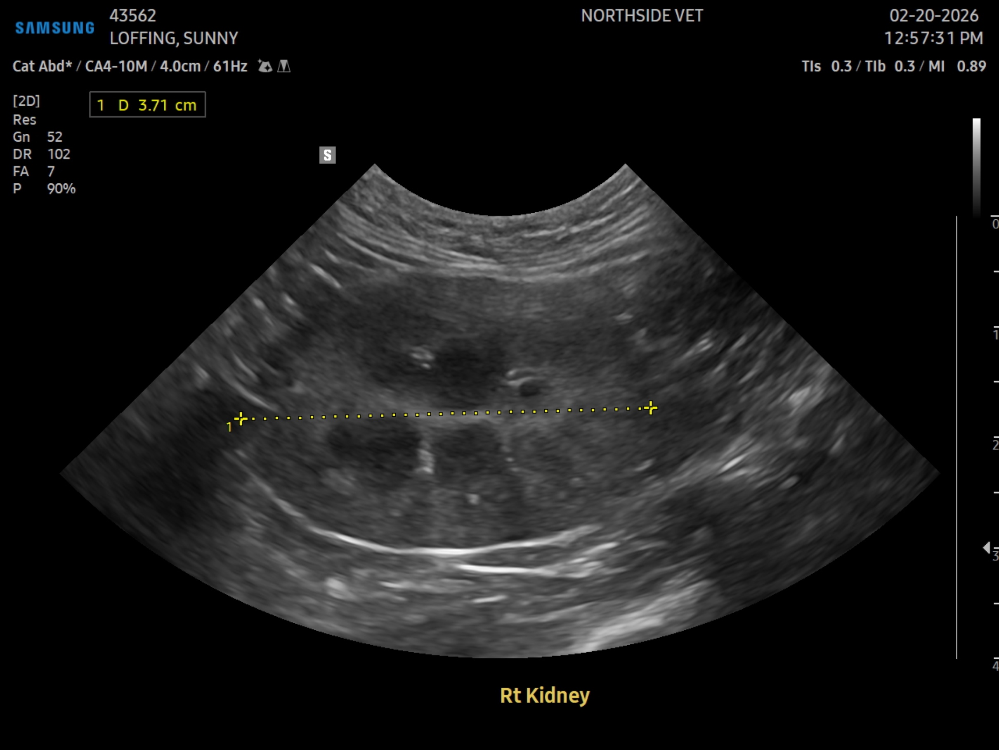 SAMSUNG
43562
LOFFING, SUNNY
NORTHSIDE VET
02-20-2026
12:57:31 PM
Cat Abd* / CA4-10M / 4.0cm / 61Hz
TIs 0.3 / TIb 0.3 / MI 0.89
[2D]
Res
Gn 52
DR 102
FA 7
P 90%
1 D 3.71 cm
S
0
1
2
3
4
1
Rt Kidney